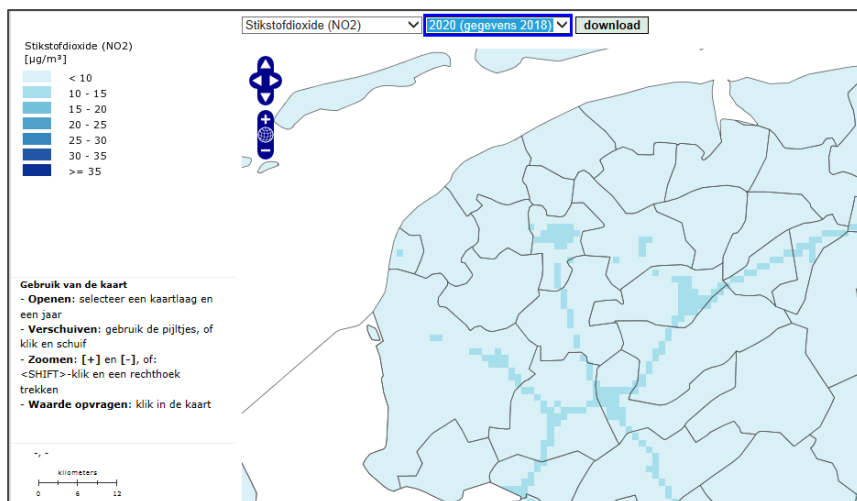 Stikstofdioxide (NO2)
2020 (gegevens 2018)
download
Stikstofdioxide (NO2)
[µg/m³]
< 10
10 - 15
15 - 20
20 - 25
25 - 30
30 - 35
>= 35
Gebruik van de kaart
- Openen: selecteer een kaartlaag en
een jaar
- Verschuiven: gebruik de pijltjes, of
klik en schuif
- Zoomen: [+] en [-], of:
<SHIFT>-klik en een rechthoek
trekken
- Waarde opvragen: klik in de kaart
-, -
kilometers
0 6 12